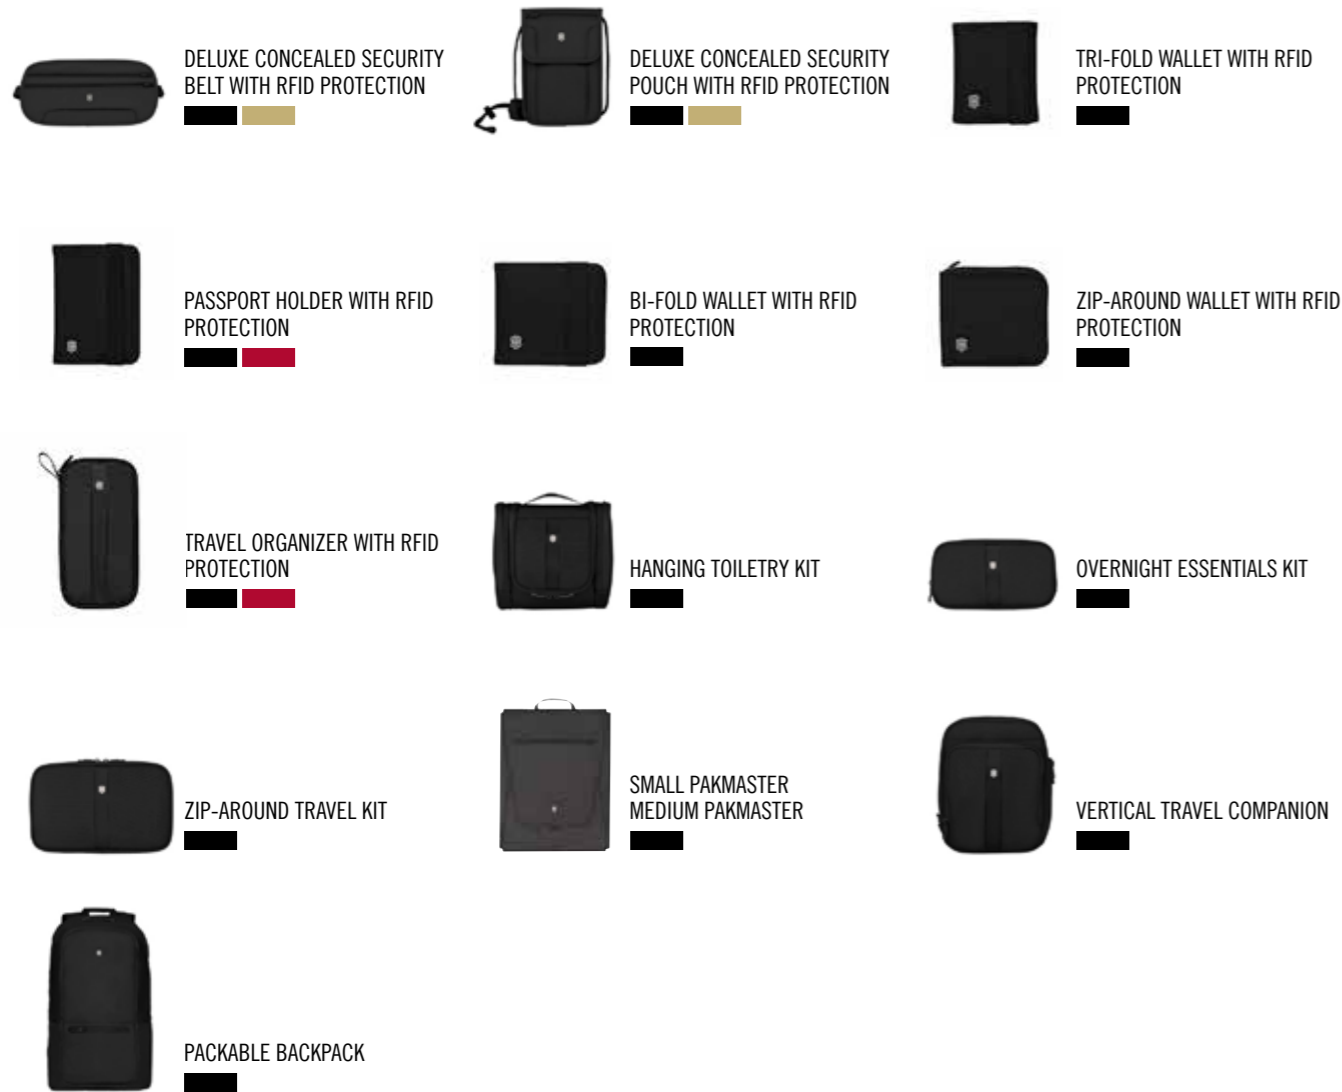 DELUXE CONCEALED SECURITY
BELT WITH RFID PROTECTION
DELUXE CONCEALED SECURITY
POUCH WITH RFID PROTECTION
TRI-FOLD WALLET WITH RFID
PROTECTION
PASSPORT HOLDER WITH RFID
PROTECTION
BI-FOLD WALLET WITH RFID
PROTECTION
ZIP-AROUND WALLET WITH RFID
PROTECTION
TRAVEL ORGANIZER WITH RFID
PROTECTION
HANGING TOILETRY KIT
OVERNIGHT ESSENTIALS KIT
ZIP-AROUND TRAVEL KIT
SMALL PAKMASTER
MEDIUM PAKMASTER
VERTICAL TRAVEL COMPANION
PACKABLE BACKPACK